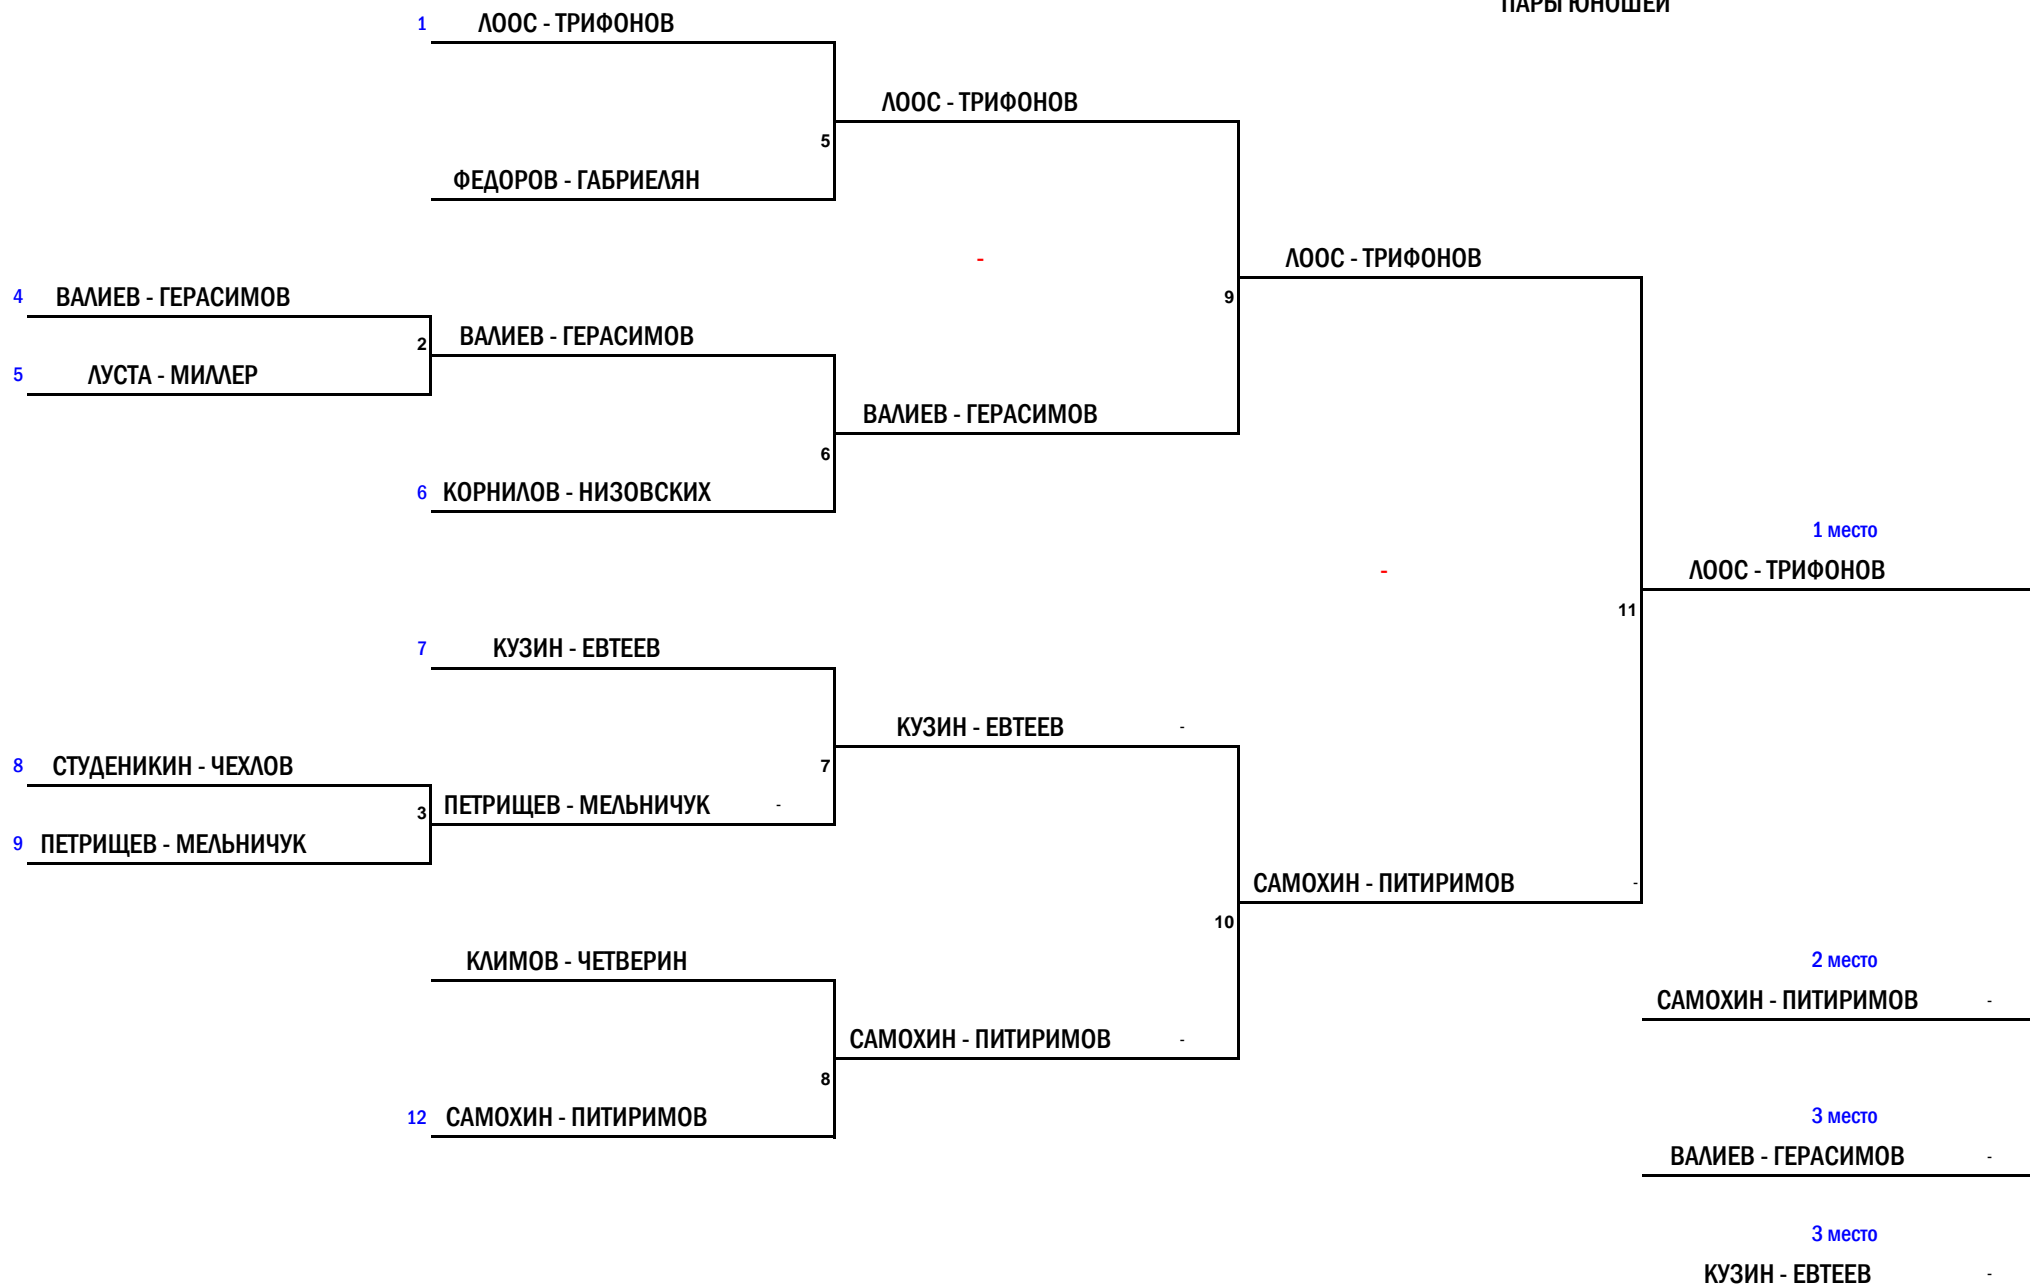 ПАРЫ ЮНОШЕЙ
1 ЛООС - ТРИФОНОВ
ЛООС - ТРИФОНОВ
5
ФЕДОРОВ - ГАБРИЕЛЯН
-
ЛООС - ТРИФОНОВ
4 ВАЛИЕВ - ГЕРАСИМОВ
9
2 ВАЛИЕВ - ГЕРАСИМОВ
5 ЛУСТА - МИЛЛЕР
ВАЛИЕВ - ГЕРАСИМОВ
6
6 КОРНИЛОВ - НИЗОВСКИХ
1 место
-
ЛООС - ТРИФОНОВ
11
7 КУЗИН - ЕВТЕЕВ
КУЗИН - ЕВТЕЕВ -
8 СТУДЕНИКИН - ЧЕХЛОВ
7
3 ПЕТРИЩЕВ - МЕЛЬНИЧУК -
9 ПЕТРИЩЕВ - МЕЛЬНИЧУК
САМОХИН - ПИТИРИМОВ -
10
КЛИМОВ - ЧЕТВЕРИН
2 место
САМОХИН - ПИТИРИМОВ -
САМОХИН - ПИТИРИМОВ -
8
12 САМОХИН - ПИТИРИМОВ
3 место
ВАЛИЕВ - ГЕРАСИМОВ -
3 место
КУЗИН - ЕВТЕЕВ -